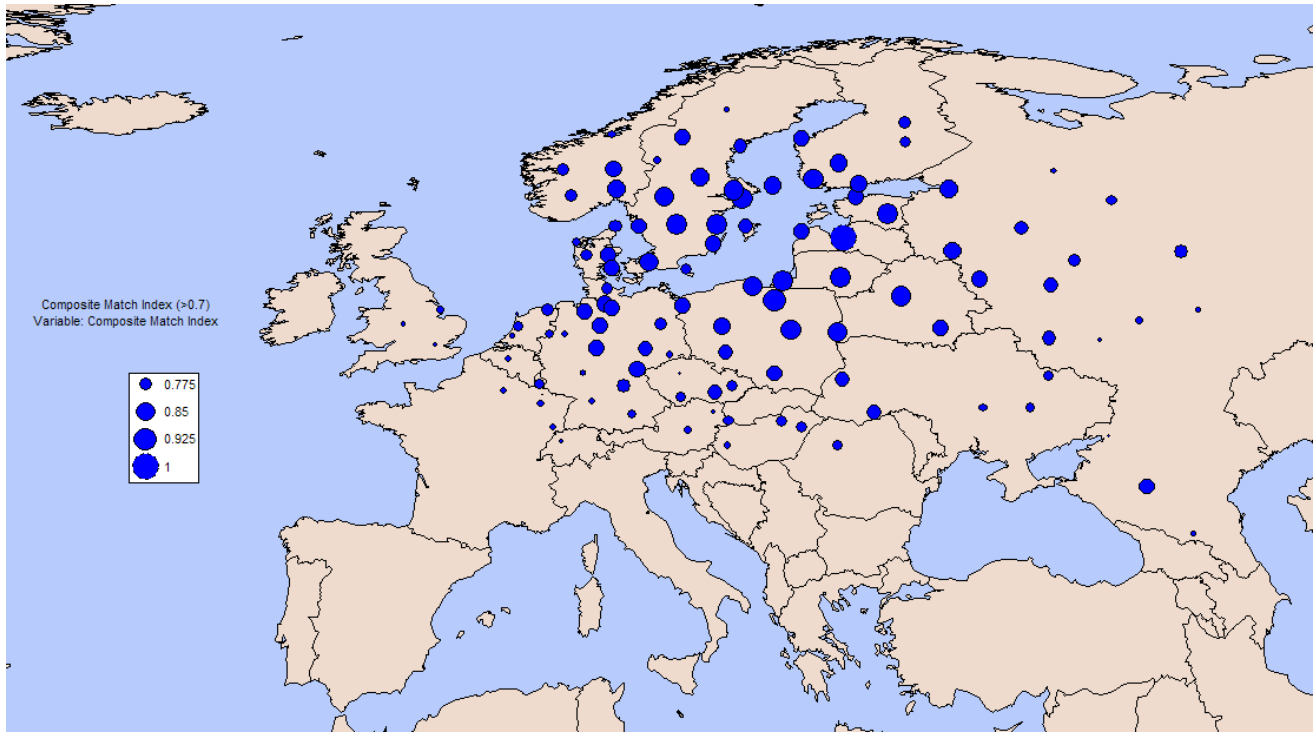 Composite Match Index (>0.7)
Variable: Composite Match Index
0.775
0.85
0.925
1